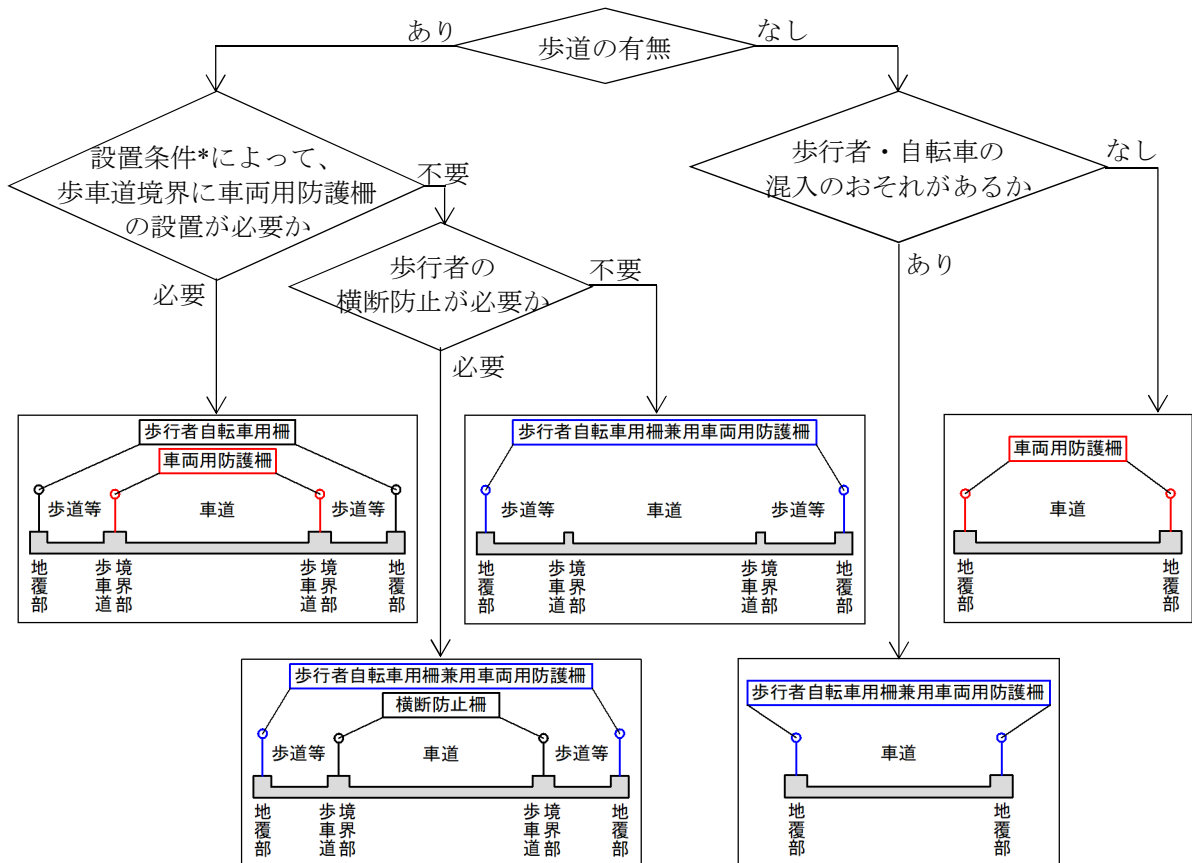 歩道の有無
あり
なし
設置条件*によって、
歩車道境界に車両用防護柵
の設置が必要か
不要
必要
歩行者・自転車の
混入のおそれがあるか
なし
あり
歩行者の
横断防止が必要か
不要
必要
歩行者自転車用柵
車両用防護柵
歩道等
車道
歩道等
地覆部
歩車道
境界部
歩車道
境界部
地覆部
歩行者自転車用柵兼用車両用防護柵
歩道等
車道
歩道等
地覆部
歩車道
境界部
歩車道
境界部
地覆部
車両用防護柵
車道
地覆部
地覆部
歩行者自転車用柵兼用車両用防護柵
横断防止柵
歩道等
車道
歩道等
地覆部
歩車道
境界部
歩車道
境界部
地覆部
歩行者自転車用柵兼用車両用防護柵
車道
地覆部
地覆部